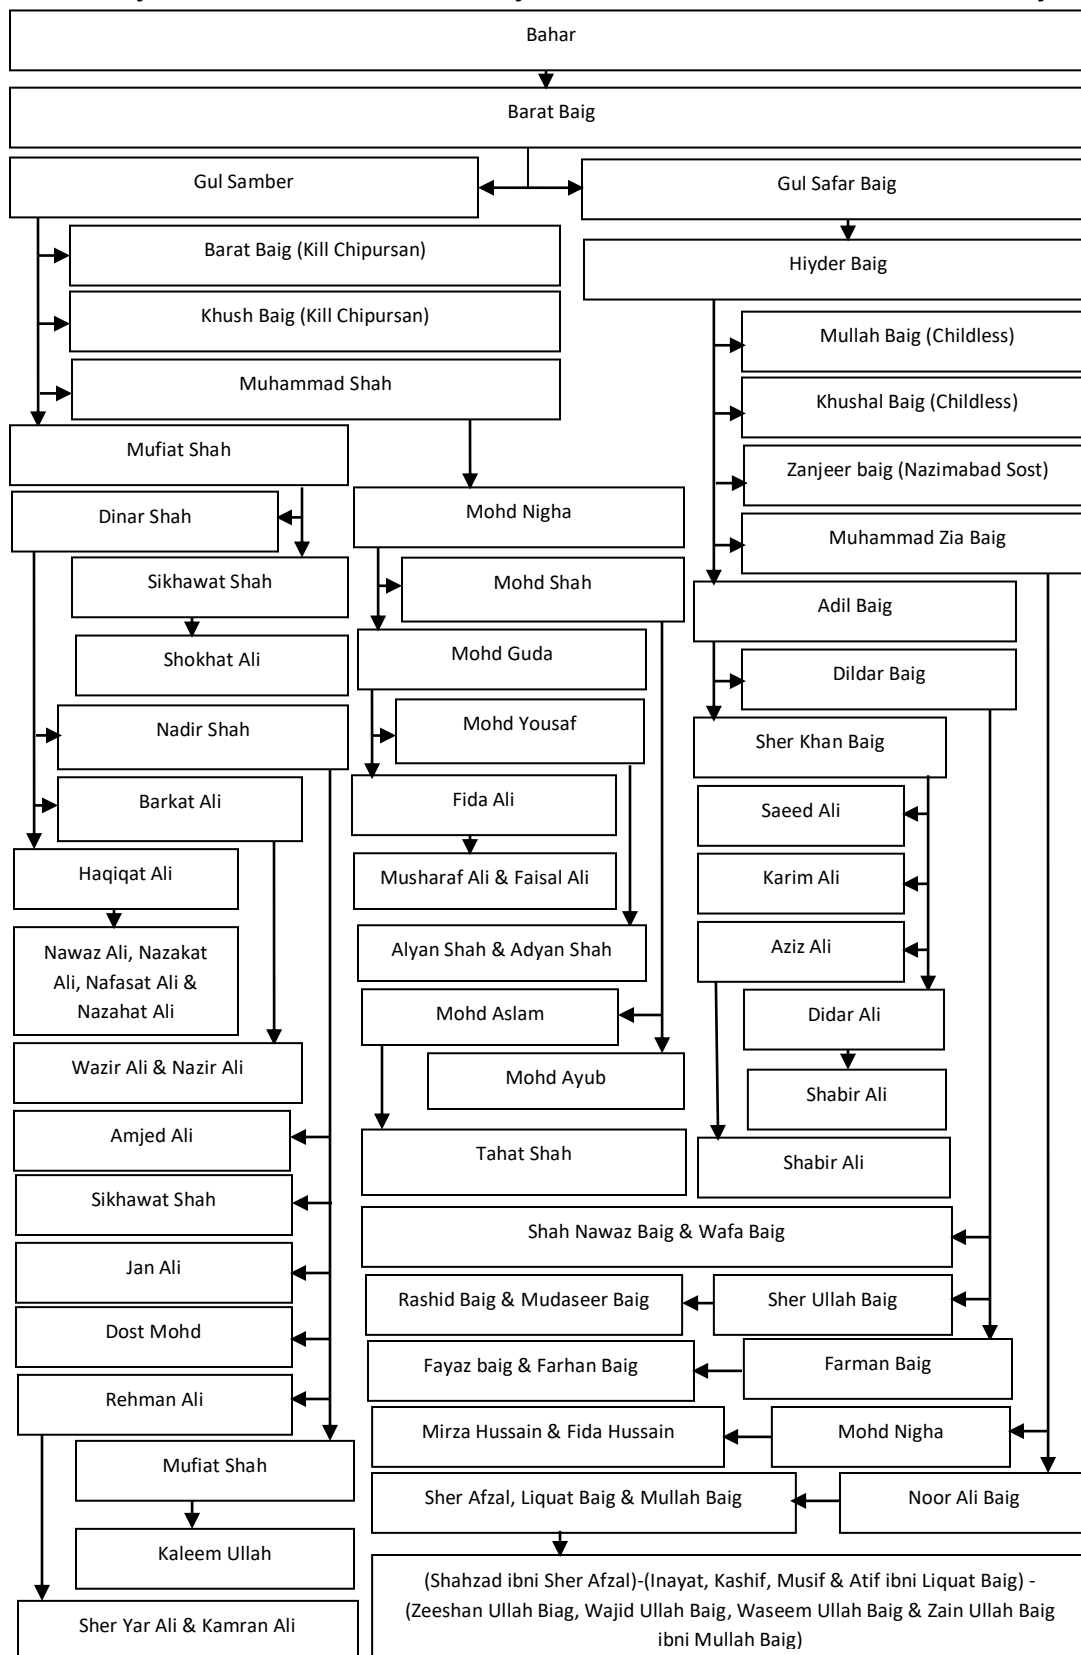 Bahar
Barat Baig
Gul Samber
Gul Safar Baig
Barat Baig (Kill Chipursan)
Hiyder Baig
Khush Baig (Kill Chipursan)
Mullah Baig (Childless)
Muhammad Shah
Khushal Baig (Childless)
Mufiat Shah
Zanjeer baig (Nazimabad Sost)
Dinar Shah
Mohd Nigha
Muhammad Zia Baig
Sikhawat Shah
Mohd Shah
Adil Baig
Shokhat Ali
Mohd Guda
Dildar Baig
Nadir Shah
Mohd Yousaf
Sher Khan Baig
Barkat Ali
Fida Ali
Saeed Ali
Haqiqat Ali
Musharaf Ali & Faisal Ali
Karim Ali
Nawaz Ali, Nazakat
Ali, Nafasat Ali &
Nazahat Ali
Alyan Shah & Adyan Shah
Aziz Ali
Mohd Aslam
Didar Ali
Wazir Ali & Nazir Ali
Mohd Ayub
Shabir Ali
Amjed Ali
Tahat Shah
Shabir Ali
Sikhawat Shah
Shah Nawaz Baig & Wafa Baig
Jan Ali
Rashid Baig & Mudaseer Baig
Sher Ullah Baig
Dost Mohd
Fayaz baig & Farhan Baig
Farman Baig
Rehman Ali
Mirza Hussain & Fida Hussain
Mohd Nigha
Mufiat Shah
Sher Afzal, Liquat Baig & Mullah Baig
Noor Ali Baig
Kaleem Ullah
(Shahzad ibni Sher Afzal)-(Inayat, Kashif, Musif & Atif ibni Liquat Baig) -
(Zeeshan Ullah Biag, Wajid Ullah Baig, Waseem Ullah Baig & Zain Ullah Baig
ibni Mullah Baig)
Sher Yar Ali & Kamran Ali